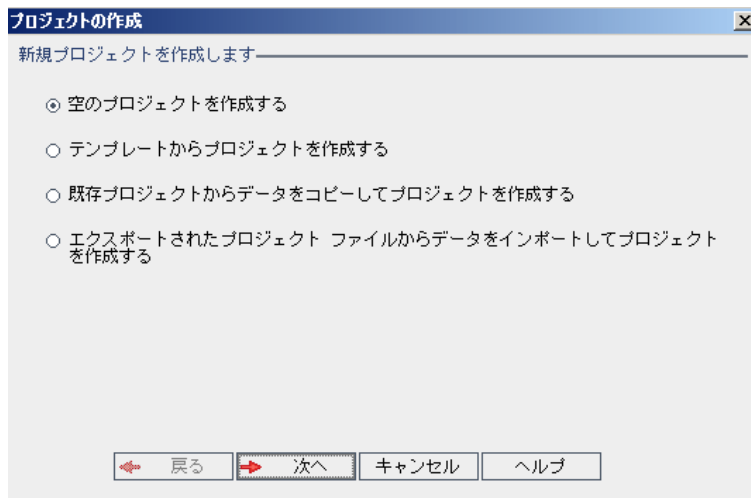 プロジェクトの作成
新規プロジェクトを作成します
空のプロジェクトを作成する
テンプレートからプロジェクトを作成する
既存プロジェクトからデータをコピーしてプロジェクトを作成する
エクスポートされたプロジェクト ファイルからデータをインポートしてプロジェクト
を作成する
戻る 次へ キャンセル ヘルプ